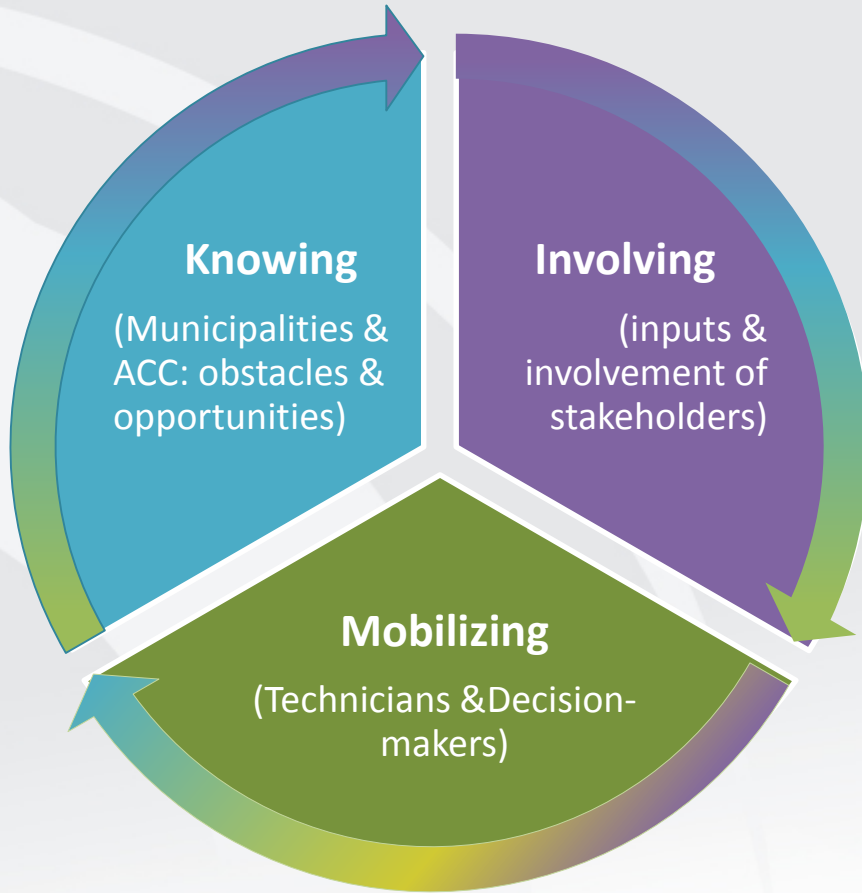 Knowing
(Municipalities &
ACC: obstacles &
opportunities)
Involving
(inputs &
involvement of
stakeholders)
Mobilizing
(Technicians &Decision-
makers)